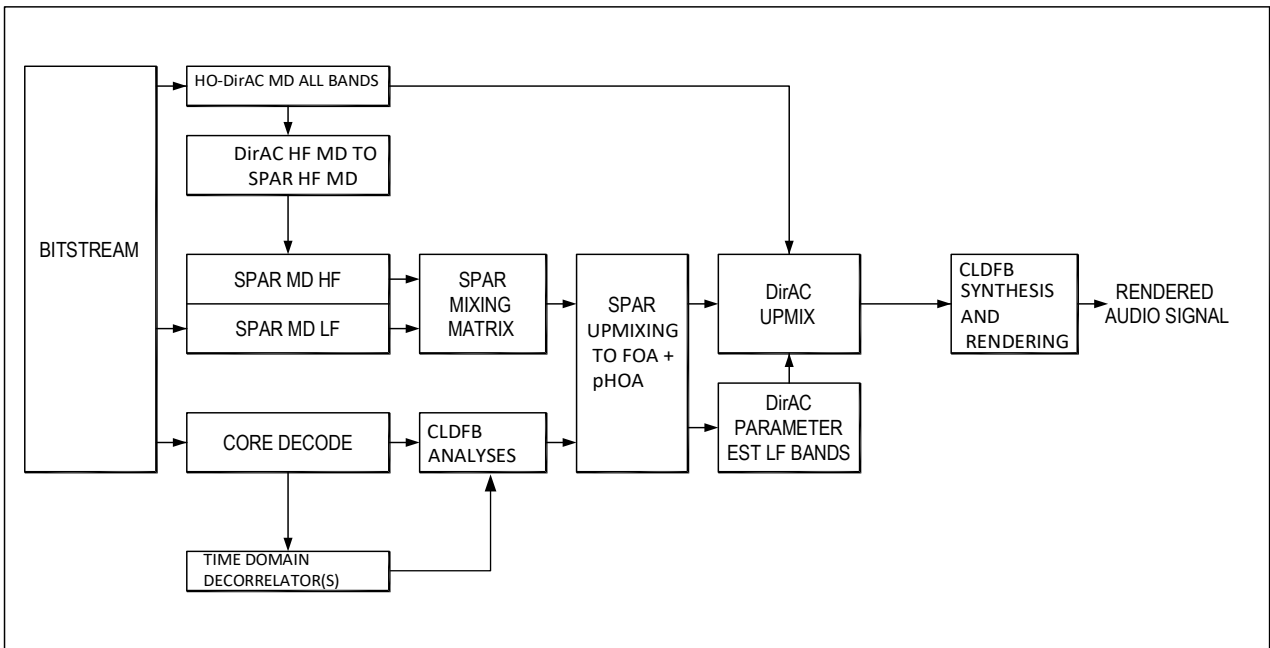 HO-DirAC MD ALL BANDS
DirAC HF MD TO
SPAR HF MD
BITSTREAM
SPAR MD HF
SPAR MD LF
SPAR
MIXING
MATRIX
SPAR
UPMIXING
TO FOA +
pHOA
DirAC
UPMIX
CLDFB
SYNTHESIS
AND
RENDERING
RENDERED
AUDIO SIGNAL
DirAC
PARAMETER
EST LF BANDS
CORE DECODE
CLDFB
ANALYSES
TIME DOMAIN
DECORRELATOR(S)